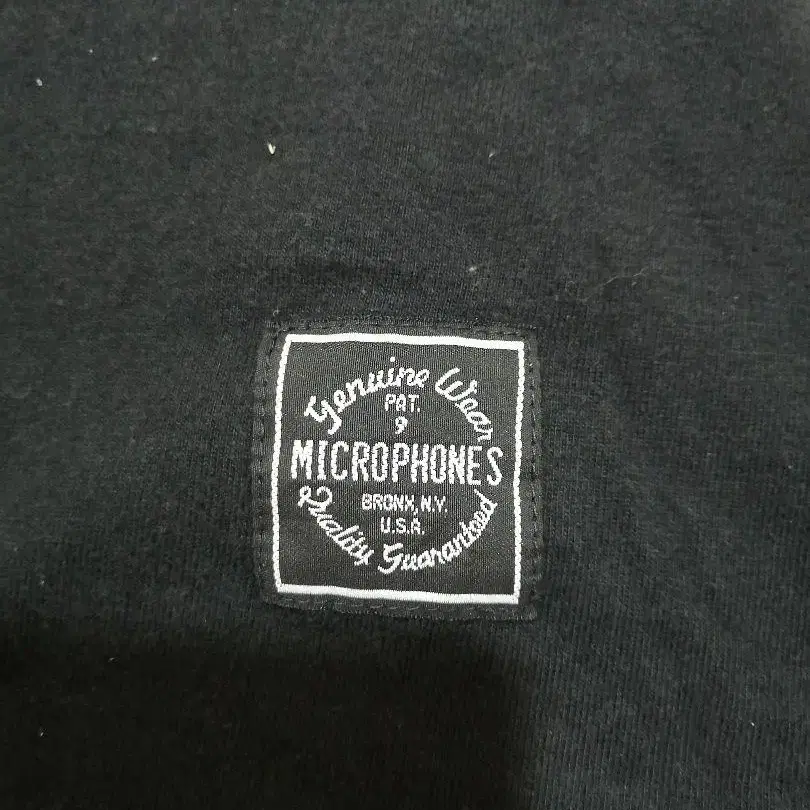 Genuine Wear
PAT.
9
MICROPHONES
BRONX, N.Y.
U.S.A.
Quality Guaranteed